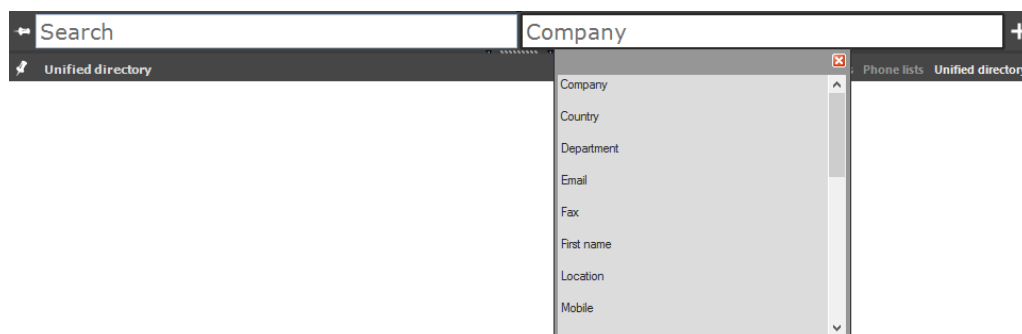 Search
Company
Unified directory
Phone lists
Unified directory
Company
Country
Department
Email
Fax
First name
Location
Mobile